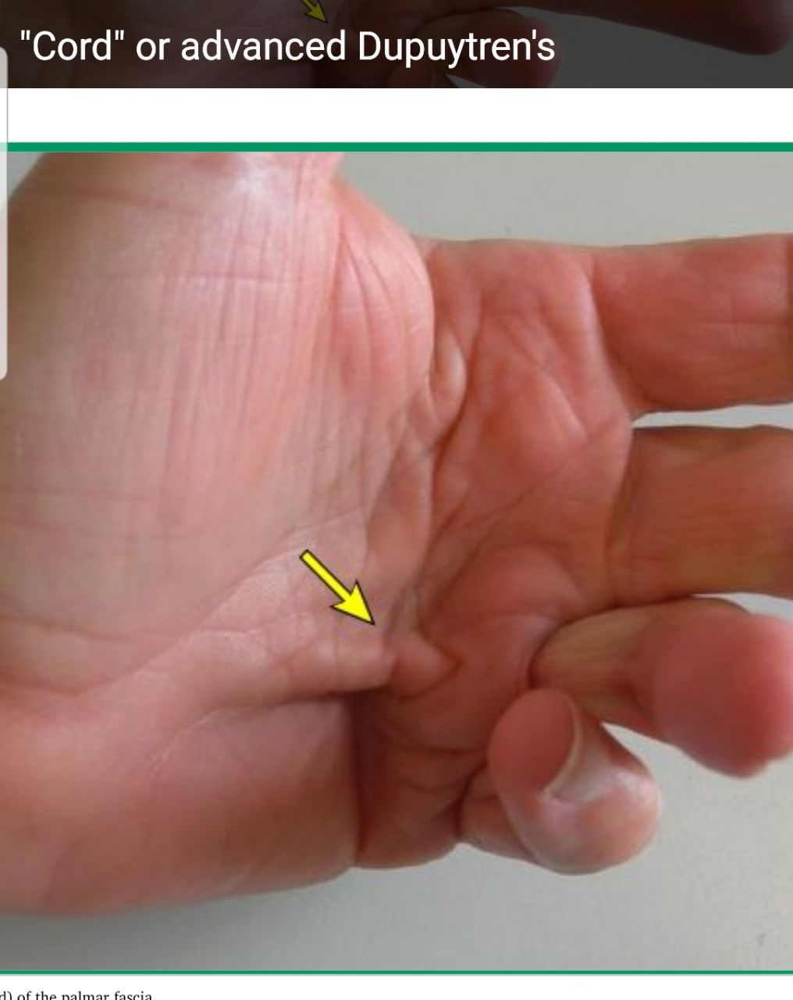 "Cord" or advanced Dupuytren's
d) of the palmar fascia